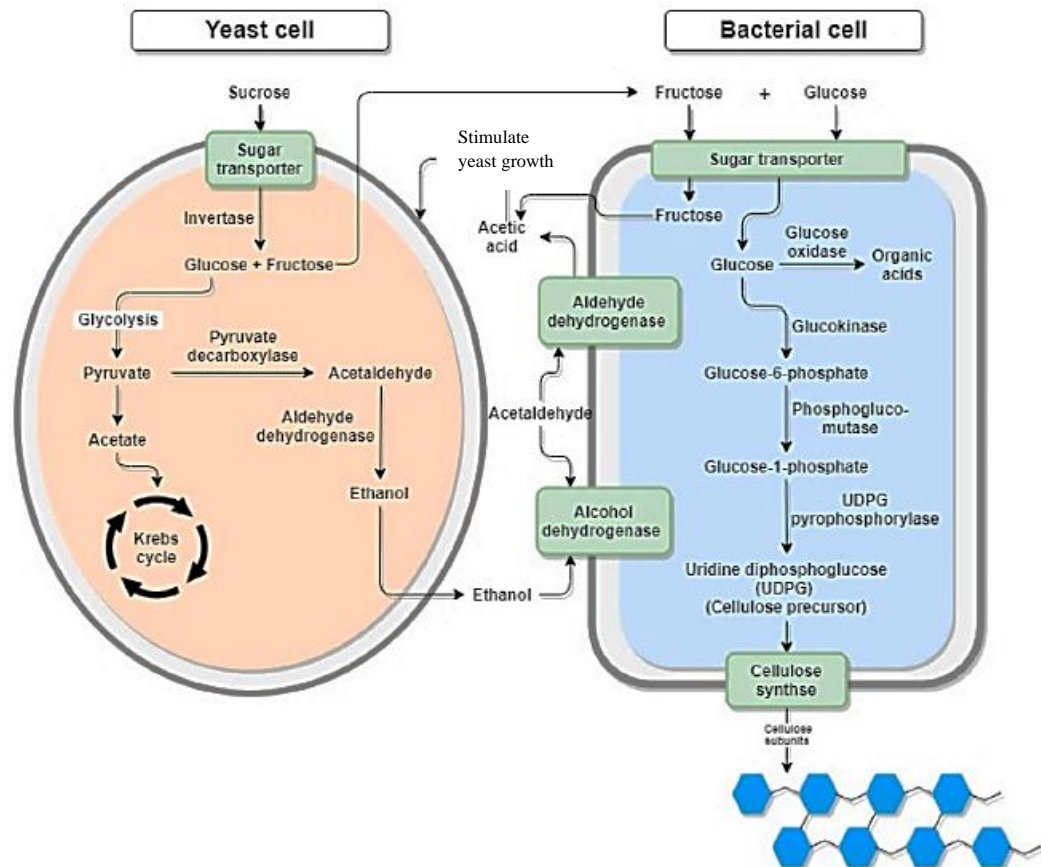 Yeast cell
Sucrose
Sugar
transporter
Invertase
Glucose + Fructose
Glycolysis
Pyruvate
Pyruvate
decarboxylase
Acetaldehyde
Aldehyde
dehydrogenase
Ethanol
Acetate
Krebs
cycle
Stimulate
yeast growth
Acetic
acid
Aldehyde
dehydrogenase
Acetaldehyde
Alcohol
dehydrogenase
Ethanol
Bacterial cell
Fructose + Glucose
Sugar transporter
Fructose
Glucose
Glucose
oxidase
Organic
acids
Glucokinase
Glucose-6-phosphate
Phosphogluco-
mutase
Glucose-1-phosphate
UDPG
pyrophosphorylase
Uridine diphosphoglucose
(UDPG)
(Cellulose precursor)
Cellulose
synthse
Cellulose
subunits